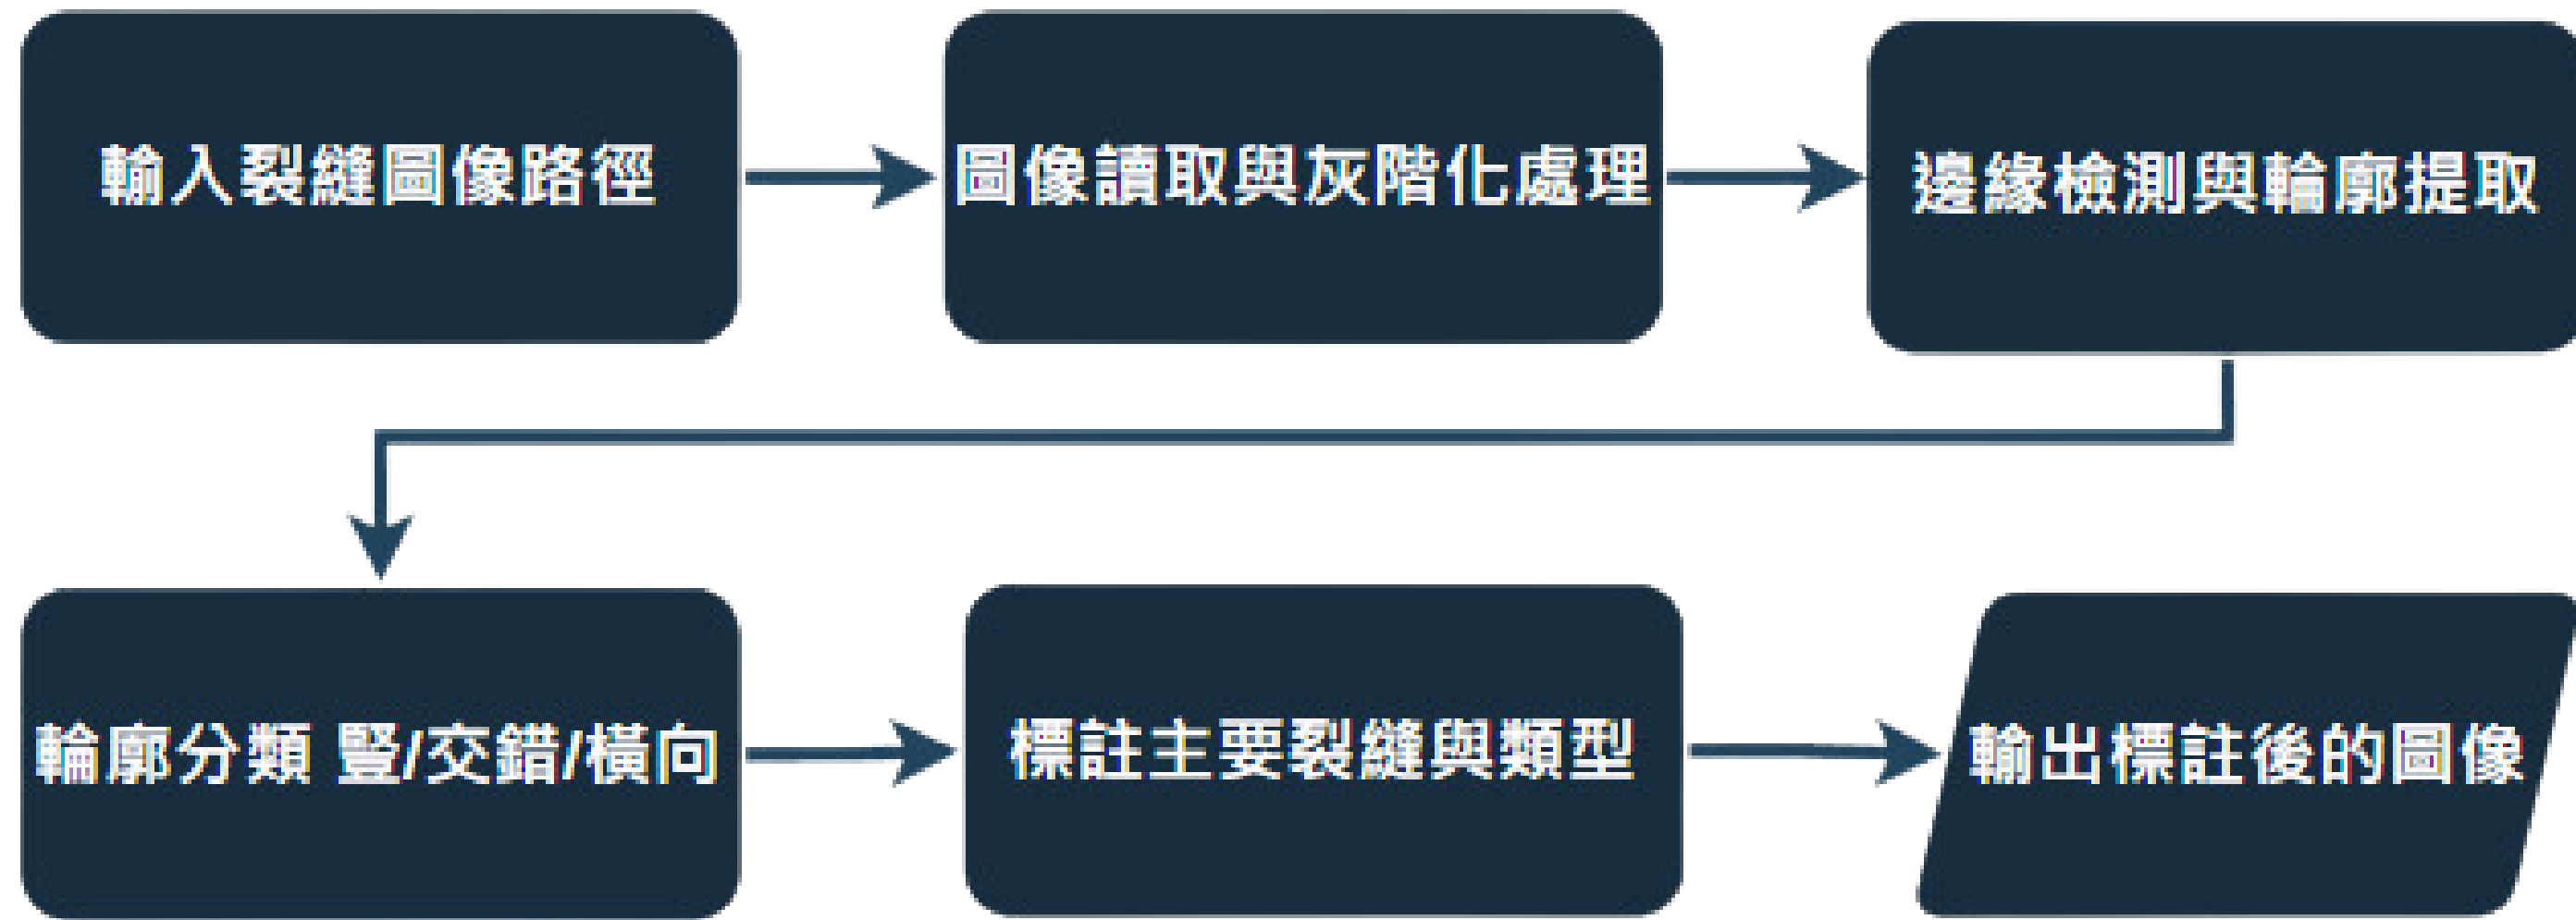 輸入裂縫圖像路徑
圖像讀取與灰階化處理
邊緣檢測與輪廓提取
輪廓分類 豎/交錯/橫向
標註主要裂縫與類型
輸出標註後的圖像